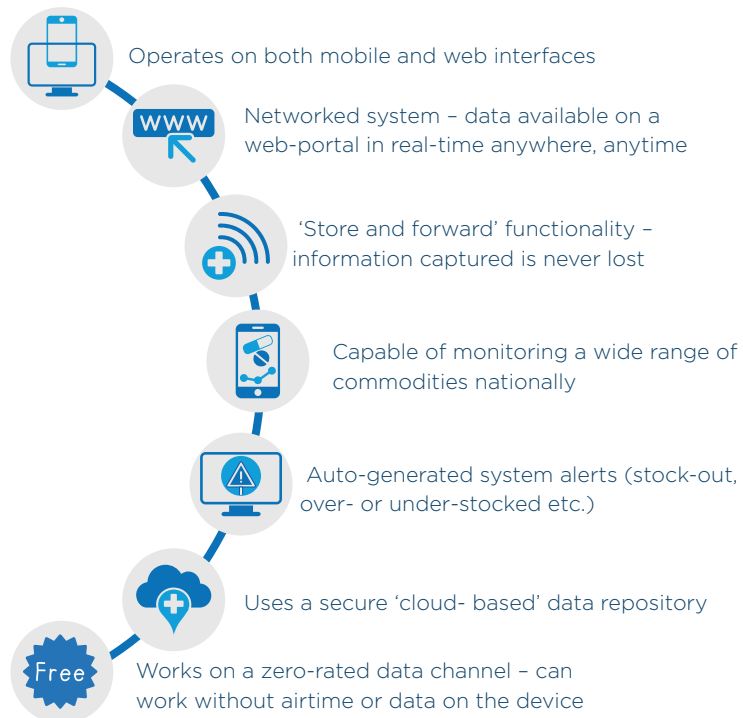 Operates on both mobile and web interfaces
www
Networked system – data available on a
web-portal in real-time anywhere, anytime
‘Store and forward’ functionality –
information captured is never lost
Capable of monitoring a wide range of
commodities nationally
Auto-generated system alerts (stock-out,
over- or under-stocked etc.)
Uses a secure ‘cloud- based’ data repository
Free
Works on a zero-rated data channel – can
work without airtime or data on the device